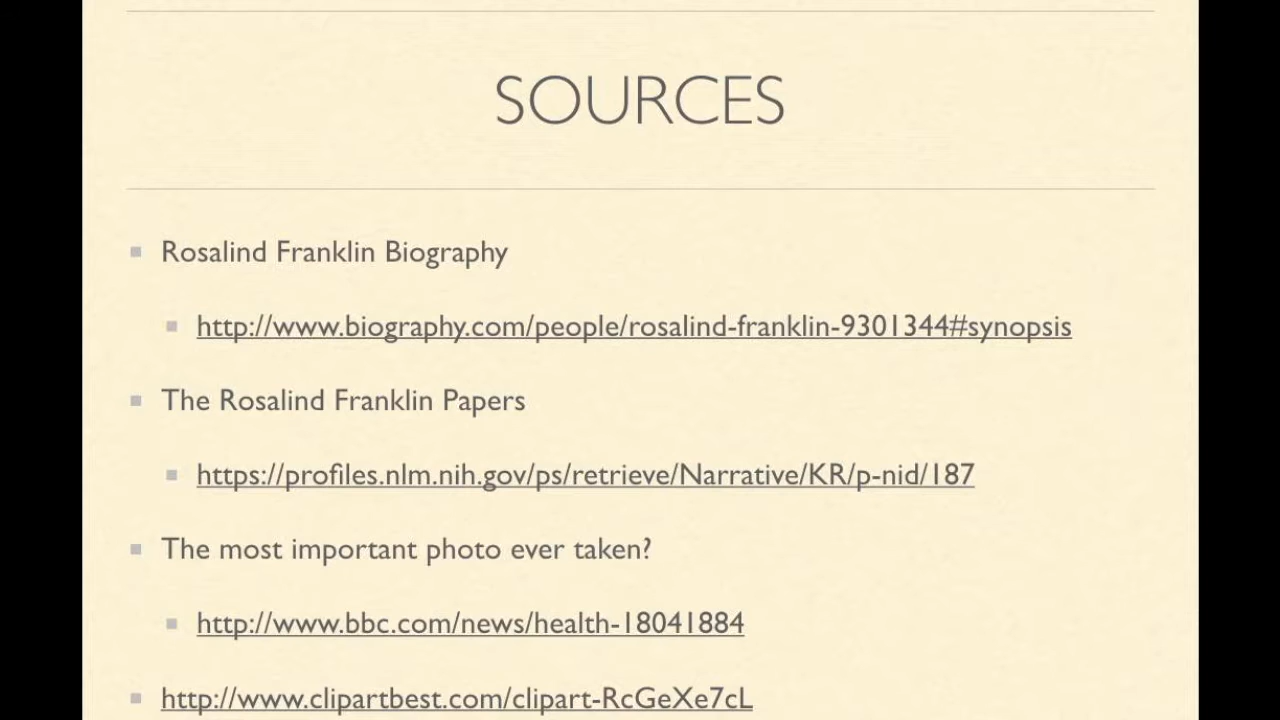 SOURCES
Rosalind Franklin Biography
http://www.biography.com/people/rosalind-franklin-9301344#synopsis
The Rosalind Franklin Papers
https://profiles.nlm.nih.gov/ps/retrieve/Narrative/KR/p-nid/187
The most important photo ever taken?
http://www.bbc.com/news/health-18041884
http://www.clipartbest.com/clipart-RcGeXe7cL